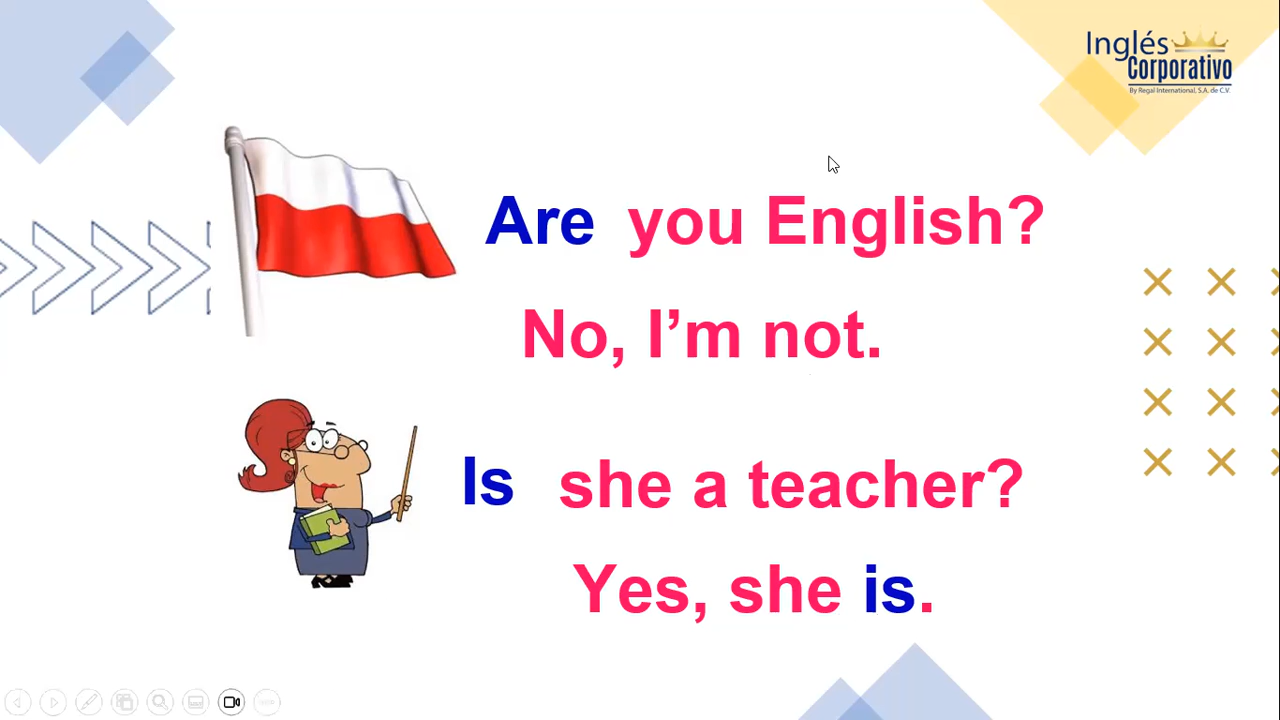 Inglés
Corporativo
By Regal International, S.A. de C.V.
Are you English?
No, I’m not.
Is she a teacher?
Yes, she is.